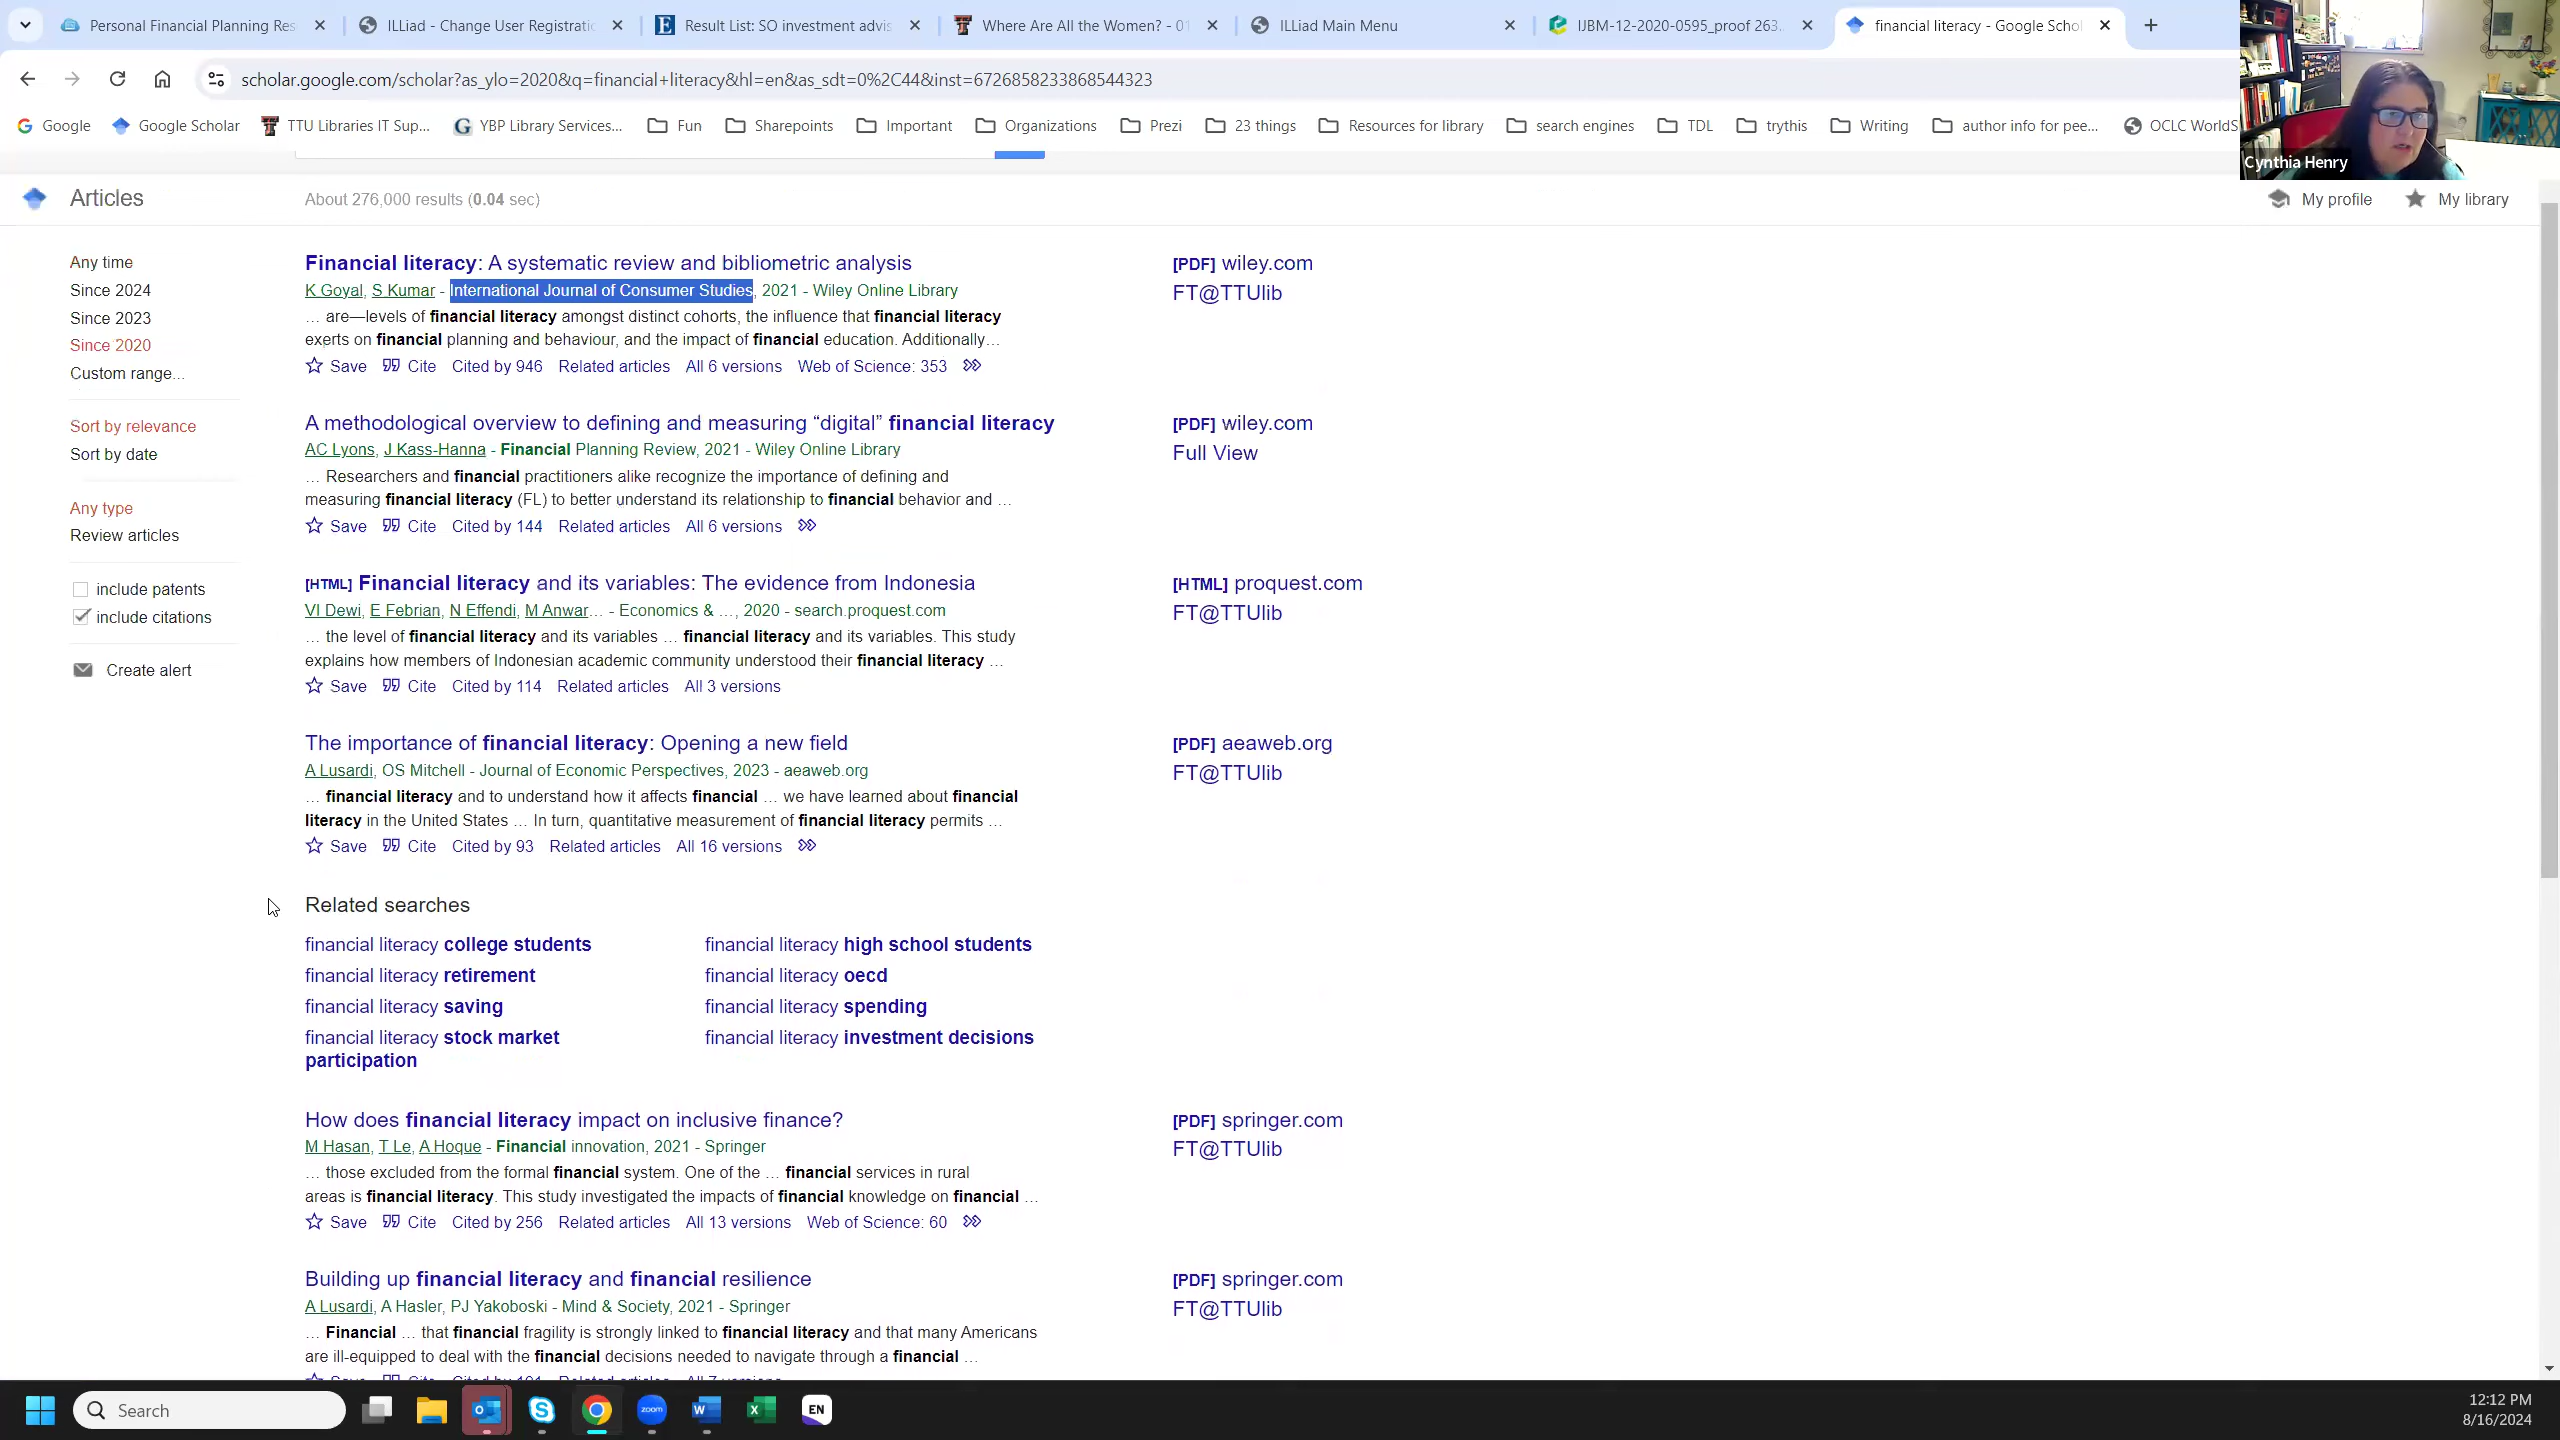 Personal Financial Planning Res
ILLiad - Change User Registratio
Result List: SO investment advis
Where Are All the Women? - 01
ILLiad Main Menu
IJBM-12-2020-0595_proof 263..
financial literacy - Google Schol
scholar.google.com/scholar?as_ylo=2020&q=financial+literacy&hl=en&as_sdt=0%2C44&inst=6726858233868544323
Google
Google Scholar
TTU Libraries IT Sup...
YBP Library Services...
Fun
Sharepoints
Important
Organizations
Prezi
23 things
Resources for library
search engines
TDL
trythis
Writing
author info for pee...
OCLC WorldS
Cynthia Henry
Articles
About 276,000 results (0.04 sec)
My profile
My library
Any time
Since 2024
Since 2023
Since 2020
Custom range...
Sort by relevance
Sort by date
Any type
Review articles
include patents
include citations
Create alert
Financial literacy: A systematic review and bibliometric analysis
K Goyal, S Kumar - International Journal of Consumer Studies, 2021 - Wiley Online Library
… are—levels of financial literacy amongst distinct cohorts, the influence that financial literacy
exerts on financial planning and behaviour, and the impact of financial education. Additionally…
Save Cite Cited by 946 Related articles All 6 versions Web of Science: 353
[PDF] wiley.com
FT@TTUlib
A methodological overview to defining and measuring “digital” financial literacy
AC Lyons, J Kass-Hanna - Financial Planning Review, 2021 - Wiley Online Library
… Researchers and financial practitioners alike recognize the importance of defining and
measuring financial literacy (FL) to better understand its relationship to financial behavior and …
Save Cite Cited by 144 Related articles All 6 versions
[PDF] wiley.com
Full View
[HTML] Financial literacy and its variables: The evidence from Indonesia
VI Dewi, E Febrian, N Effendi, M Anwar… - Economics & …, 2020 - search.proquest.com
… the level of financial literacy and its variables … financial literacy and its variables. This study
explains how members of Indonesian academic community understood their financial literacy …
Save Cite Cited by 114 Related articles All 3 versions
[HTML] proquest.com
FT@TTUlib
The importance of financial literacy: Opening a new field
A Lusardi, OS Mitchell - Journal of Economic Perspectives, 2023 - aeaweb.org
… financial literacy and to understand how it affects financial … we have learned about financial
literacy in the United States … In turn, quantitative measurement of financial literacy permits …
Save Cite Cited by 93 Related articles All 16 versions
[PDF] aeaweb.org
FT@TTUlib
Related searches
financial literacy college students
financial literacy high school students
financial literacy retirement
financial literacy oecd
financial literacy saving
financial literacy spending
financial literacy stock market
participation
financial literacy investment decisions
How does financial literacy impact on inclusive finance?
M Hasan, T Le, A Hoque - Financial innovation, 2021 - Springer
… those excluded from the formal financial system. One of the … financial services in rural
areas is financial literacy. This study investigated the impacts of financial knowledge on financial …
Save Cite Cited by 256 Related articles All 13 versions Web of Science: 60
[PDF] springer.com
FT@TTUlib
Building up financial literacy and financial resilience
A Lusardi, A Hasler, PJ Yakoboski - Mind & Society, 2021 - Springer
… Financial … that financial fragility is strongly linked to financial literacy and that many Americans
are ill-equipped to deal with the financial decisions needed to navigate through a financial …
[PDF] springer.com
FT@TTUlib
Search
zoom
EN
12:12 PM
8/16/2024